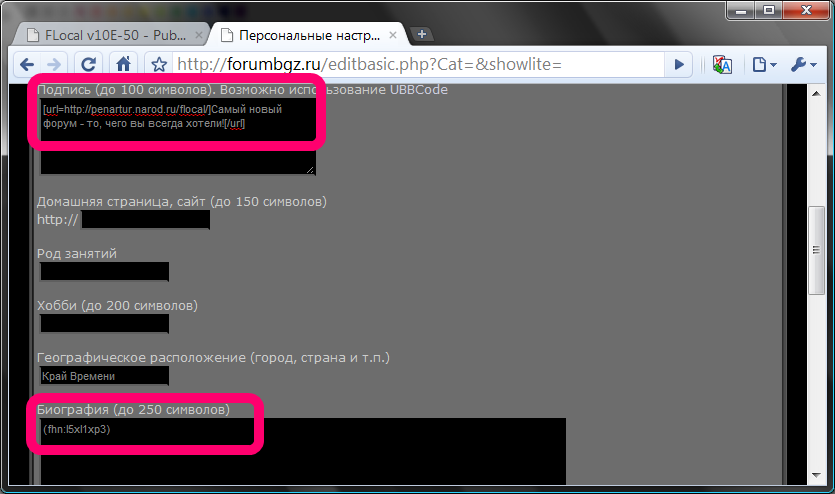 FLocal v10E-50 - Pub...
Персональные настр...
http://forumbgz.ru/editbasic.php?Cat=&showlite=
Подпись (до 100 символов). Возможно использование UBBCode
[url=http://penartur.narod.ru/flocal/]Самый новый
форум - то, чего вы всегда хотели![/url]
Домашняя страница, сайт (до 150 символов)
http://
Род занятий
Хобби (до 200 символов)
Географическое расположение (город, страна и т.п.)
Край Времени
Биография (до 250 символов)
(fhn:l5xl1xp3)